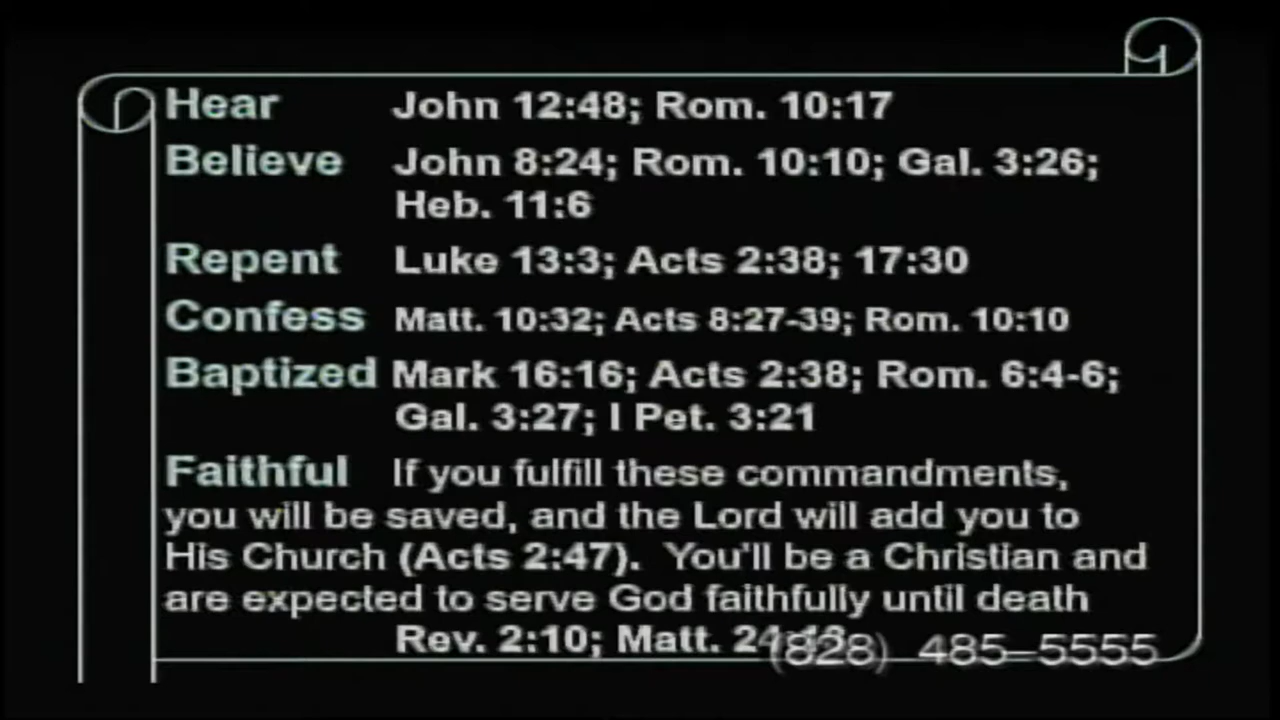 Hear John 12:48; Rom. 10:17
Believe John 8:24; Rom. 10:10; Gal. 3:26;
Heb. 11:6
Repent Luke 13:3; Acts 2:38; 17:30
Confess Matt. 10:32; Acts 8:27-39; Rom. 10:10
Baptized Mark 16:16; Acts 2:38; Rom. 6:4-6;
Gal. 3:27; I Pet. 3:21
Faithful If you fulfill these commandments,
you will be saved, and the Lord will add you to
His Church (Acts 2:47). You'll be a Christian and
are expected to serve God faithfully until death
Rev. 2:10; Matt.
(828) 485-5555